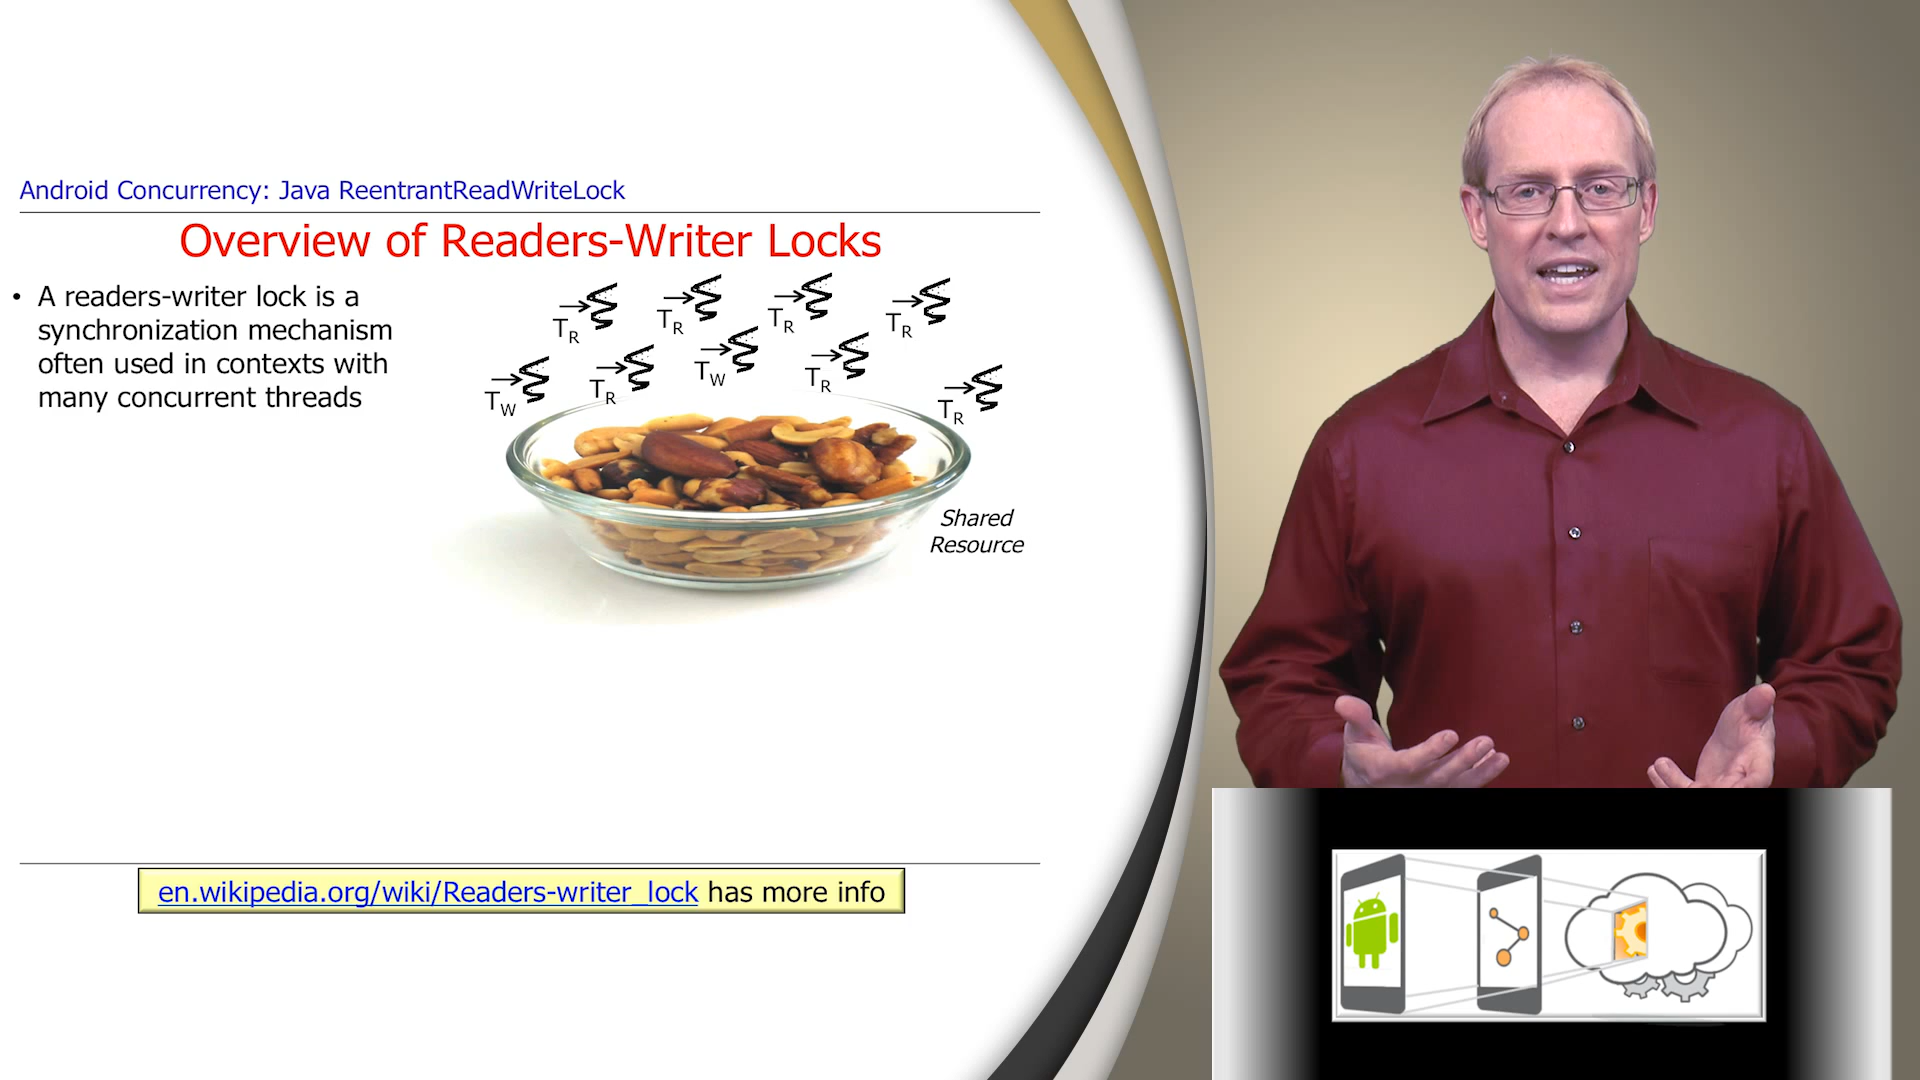 Android Concurrency: Java ReentrantReadWriteLock
Overview of Readers-Writer Locks
• A readers-writer lock is a
synchronization mechanism
often used in contexts with
many concurrent threads
TR
TR
TR
TR
TW
TR
TW
TR
TR
Shared
Resource
en.wikipedia.org/wiki/Readers-writer_lock has more info